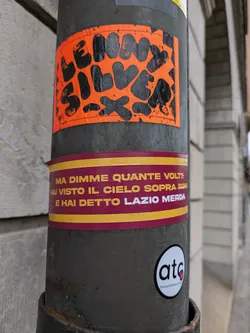 LENNY
SILVER
-X-
MA DIMME QUANTE VOLTE
HAI VISTO IL CIELO SOPRA
E HAI DETTO LAZIO MERDA
atc